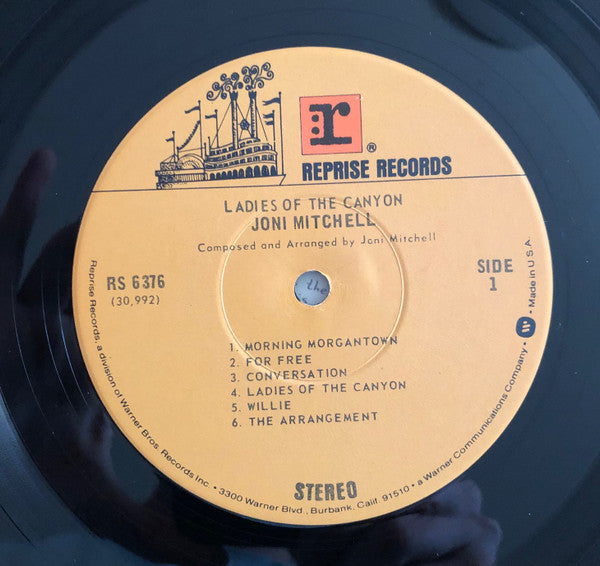 r
®
REPRISE RECORDS
LADIES OF THE CANYON
JONI MITCHELL
Composed and Arranged by Joni Mitchell
RS 6376
(30,992)
SIDE
1
the
1. MORNING MORGANTOWN
2. FOR FREE
3. CONVERSATION
4. LADIES OF THE CANYON
5. WILLIE
6. THE ARRANGEMENT
STEREO
Reprise Records, a division of Warner Bros. Records Inc. • 3300 Warner Blvd., Burbank, Calif. 91510 • a Warner Communications Company • W • Made in U.S.A.